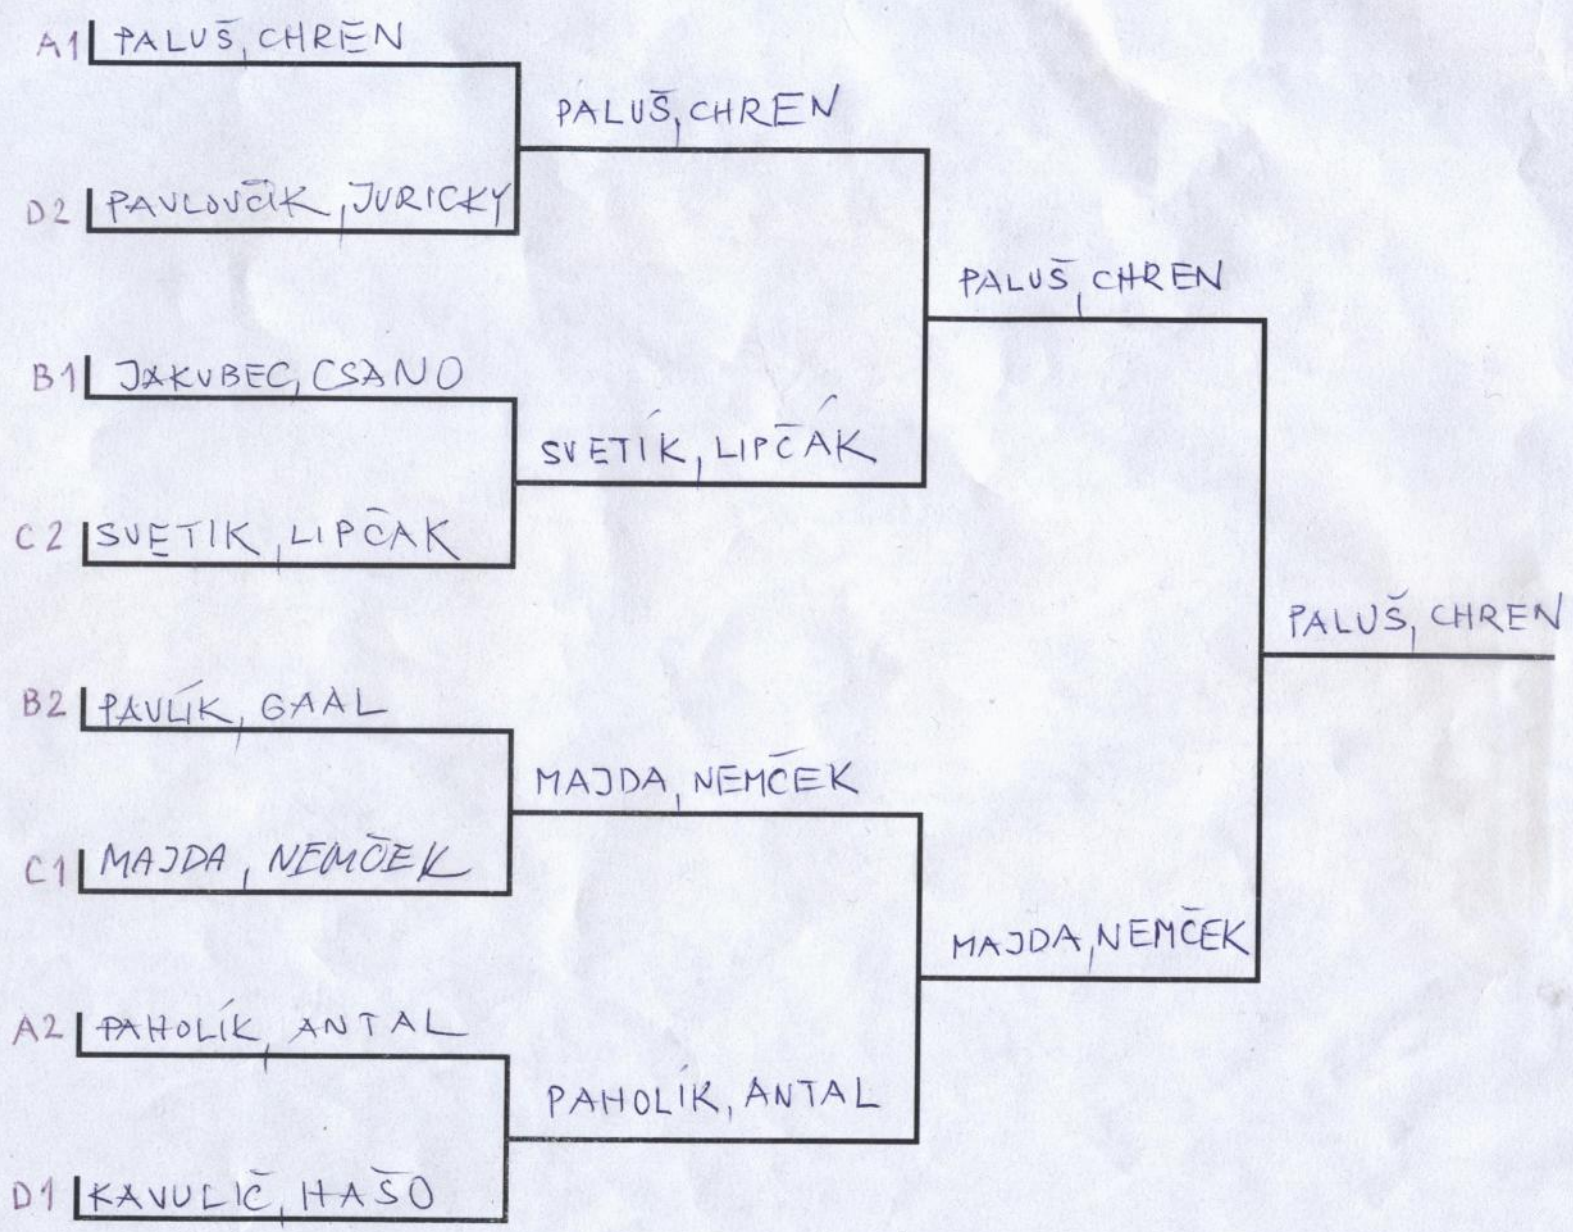 A1 PALUŠ, CHREN
PALUŠ, CHREN
D2 PAVLOVČIK, JURICKY
PALUŠ, CHREN
B1 JAKUBEC, CSANO
SVETÍK, LIPČÁK
C2 SVETIK, LIPČAK
PALUŠ, CHREN
B2 PAVLÍK, GAAL
MAJDA, NEMČEK
C1 MAJDA, NEMČEK
MAJDA, NEMČEK
A2 PAHOLÍK, ANTAL
PAHOLÍK, ANTAL
D1 KAVULIČ, HAŠO